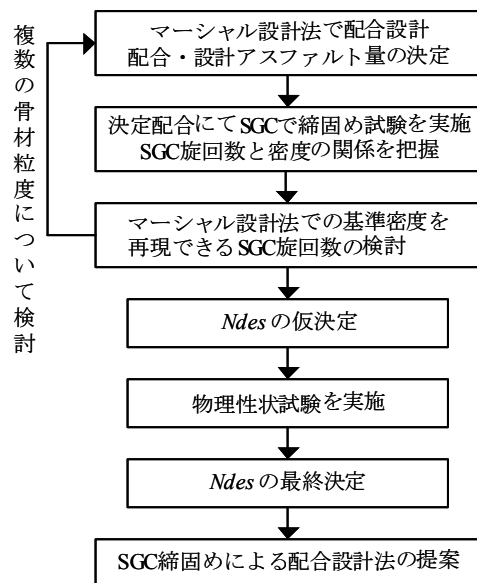 複数の骨材粒度について検討
マーシャル設計法で配合設計
配合・設計アスファルト量の決定
決定配合にてSGCで締固め試験を実施
SGC旋回数と密度の関係を把握
マーシャル設計法での基準密度を
再現できるSGC旋回数の検討
Ndesの仮決定
物理性状試験を実施
Ndesの最終決定
SGC締固めによる配合設計法の提案